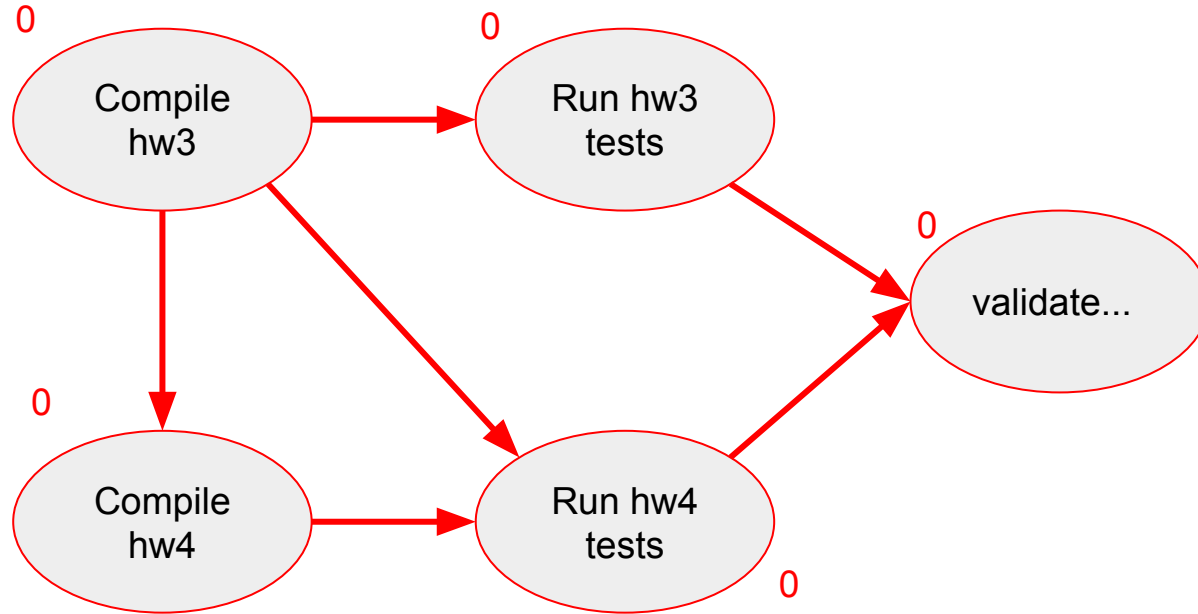 0
Compile
hw3
0
Run hw3
tests
0
validate...
0
Compile
hw4
Run hw4
tests
0